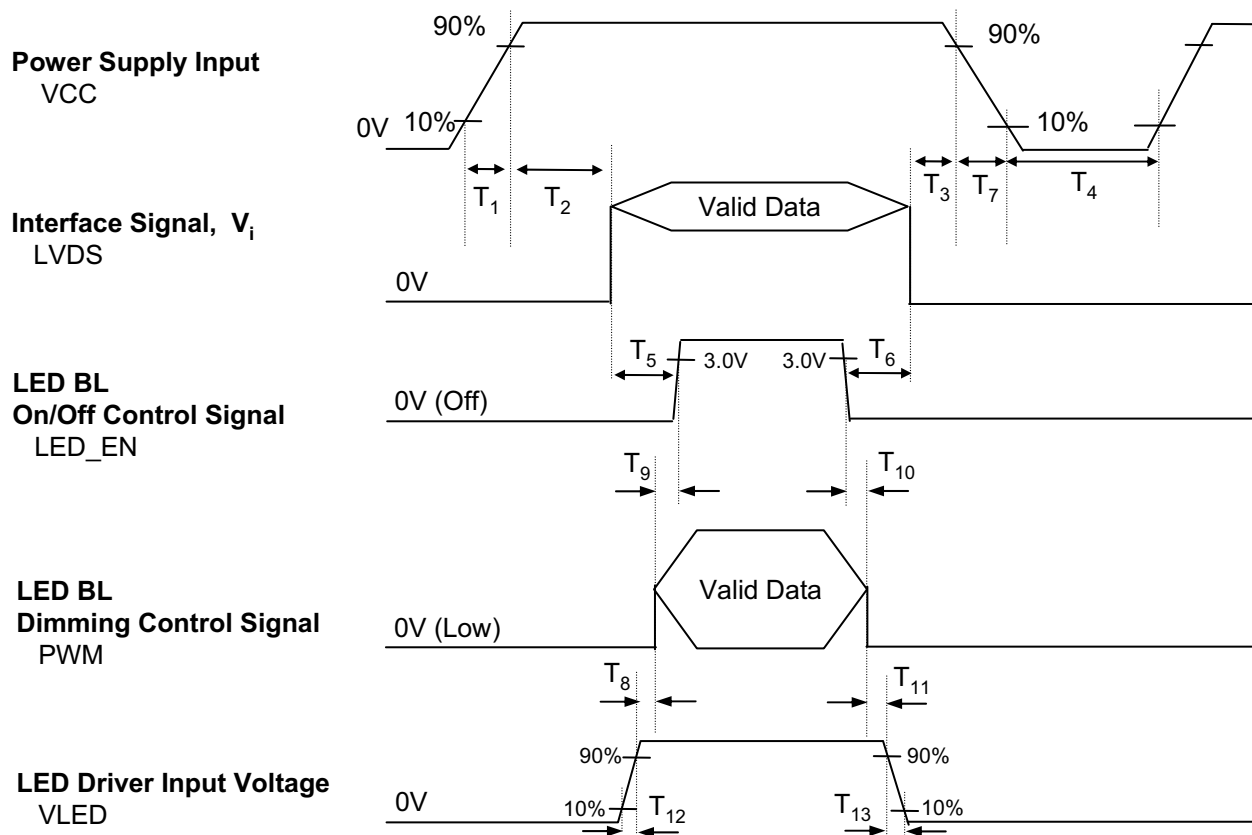 90%
90%
Power Supply Input
VCC
0V
10%
10%
T1
T2
T3
T7
T4
Interface Signal, Vi
LVDS
Valid Data
0V
T5
3.0V
3.0V
T6
LED BL
On/Off Control Signal
LED_EN
0V (Off)
T9
T10
LED BL
Dimming Control Signal
PWM
Valid Data
0V (Low)
T8
T11
LED Driver Input Voltage
VLED
90%
90%
0V
10%
T12
T13
10%